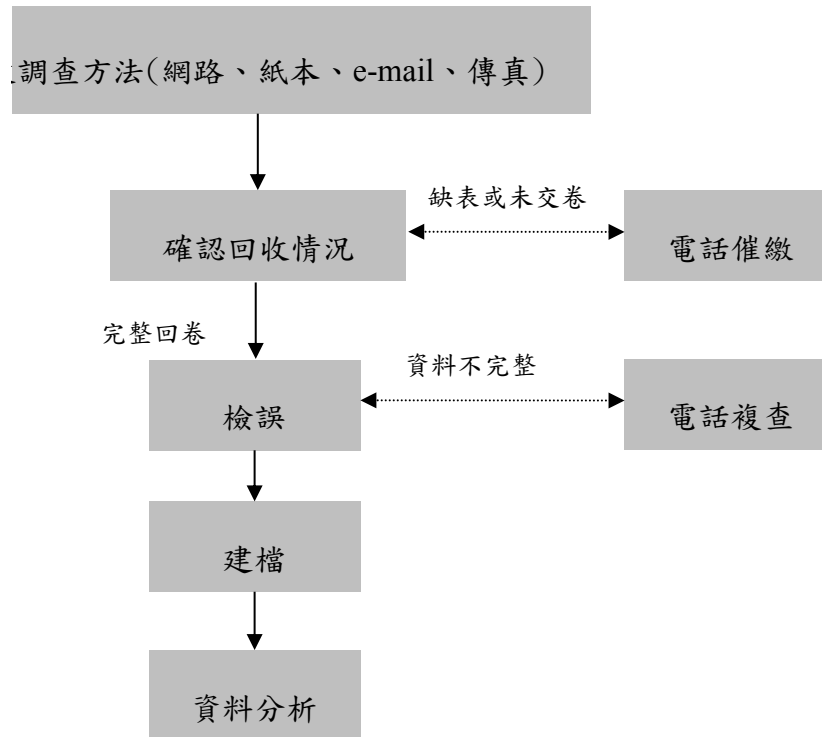 調查方法(網路、紙本、e-mail、傳真)
缺表或未交卷
確認回收情況
電話催繳
完整回卷
資料不完整
檢誤
電話複查
建檔
資料分析